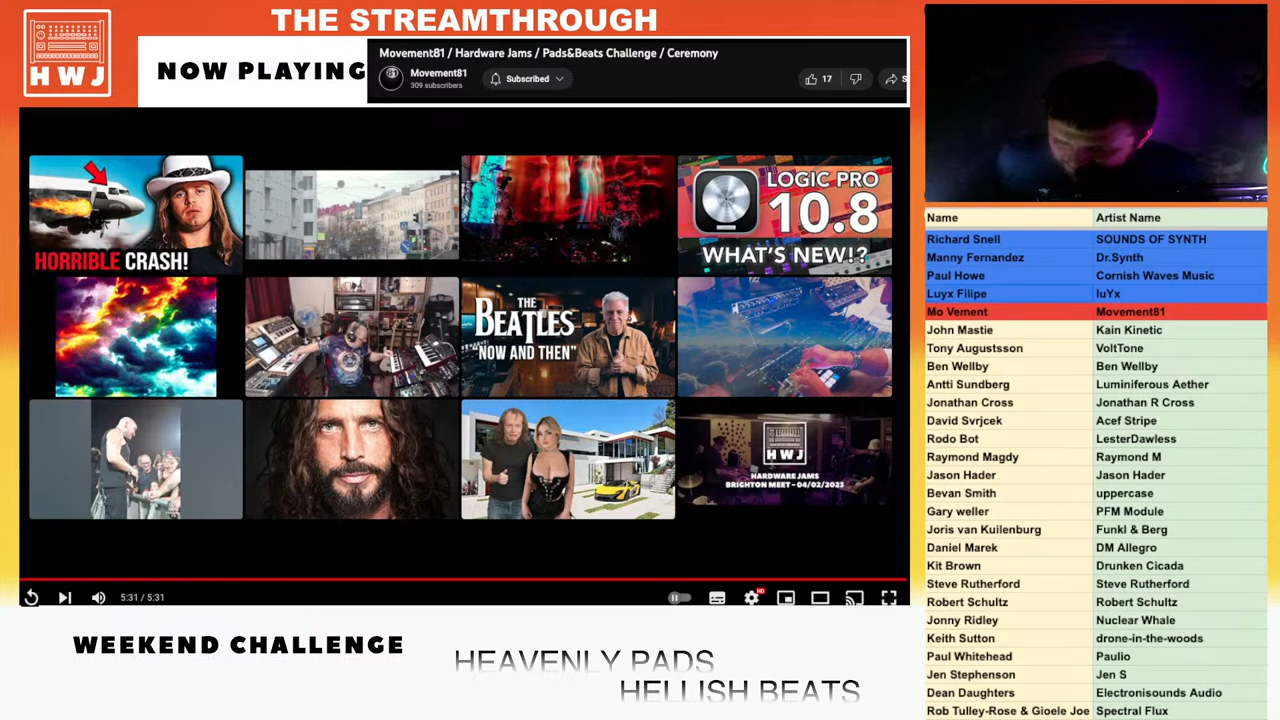 THE STREAMTHROUGH
HWJ
NOW PLAYING
Movement81 / Hardware Jams / Pads&Beats Challenge / Ceremony
Movement81
309 subscribers
Subscribed
17
HORRIBLE CRASH!
LOGIC PRO
10.8
WHAT'S NEW!?
THE
BEATLES
"NOW AND THEN"
HWJ
HARDWARE JAMS
BRIGHTON MEET - 04/02/2023
5:31 / 5:31
HD
WEEKEND CHALLENGE
HEAVENLY PADS
HELLISH BEATS
Name Artist Name
Richard Snell SOUNDS OF SYNTH
Manny Fernandez Dr.Synth
Paul Howe Cornish Waves Music
Luyx Filipe luYx
Mo Vement Movement81
John Mastie Kain Kinetic
Tony Augustsson VoltTone
Ben Wellby Ben Wellby
Antti Sundberg Luminiferous Aether
Jonathan Cross Jonathan R Cross
David Svrjcek Acef Stripe
Rodo Bot LesterDawless
Raymond Magdy Raymond M
Jason Hader Jason Hader
Bevan Smith uppercase
Gary weller PFM Module
Joris van Kuilenburg Funkl & Berg
Daniel Marek DM Allegro
Kit Brown Drunken Cicada
Steve Rutherford Steve Rutherford
Robert Schultz Robert Schultz
Jonny Ridley Nuclear Whale
Keith Sutton drone-in-the-woods
Paul Whitehead Paulio
Jen Stephenson Jen S
Dean Daughters Electronisounds Audio
Rob Tulley-Rose & Gioele Joe Spectral Flux